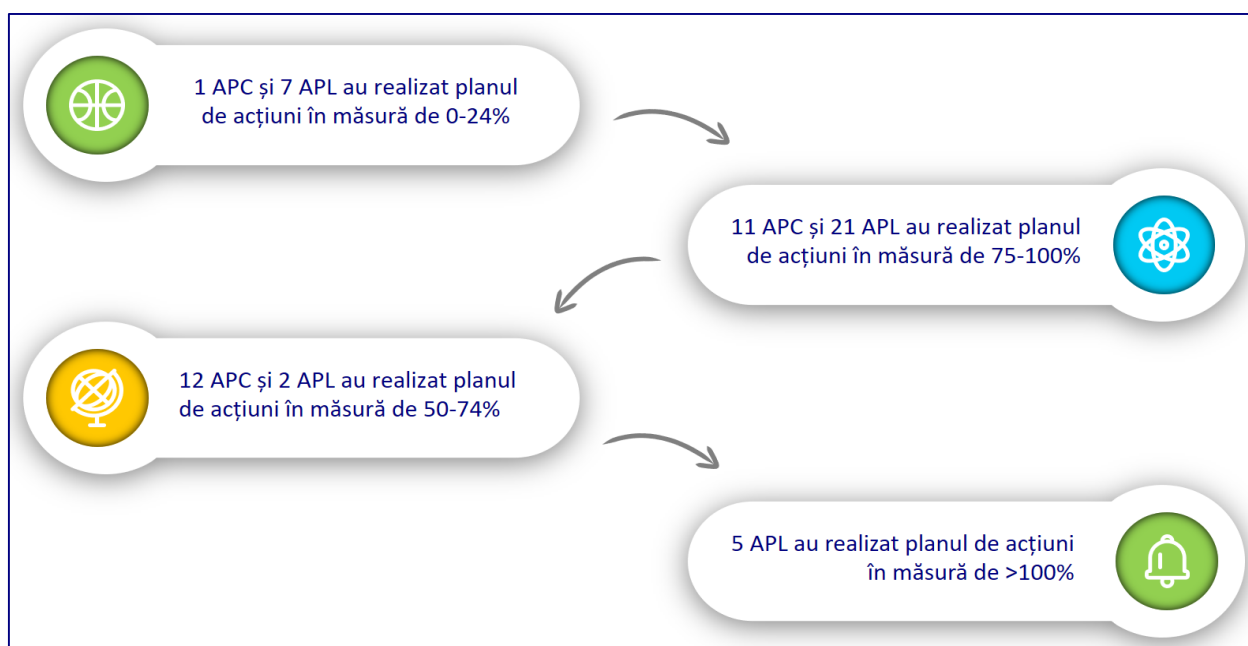 1 APC și 7 APL au realizat planul
de acțiuni în măsură de 0-24%
11 APC și 21 APL au realizat planul
de acțiuni în măsură de 75-100%
12 APC și 2 APL au realizat planul
de acțiuni în măsură de 50-74%
5 APL au realizat planul de acțiuni
în măsură de >100%